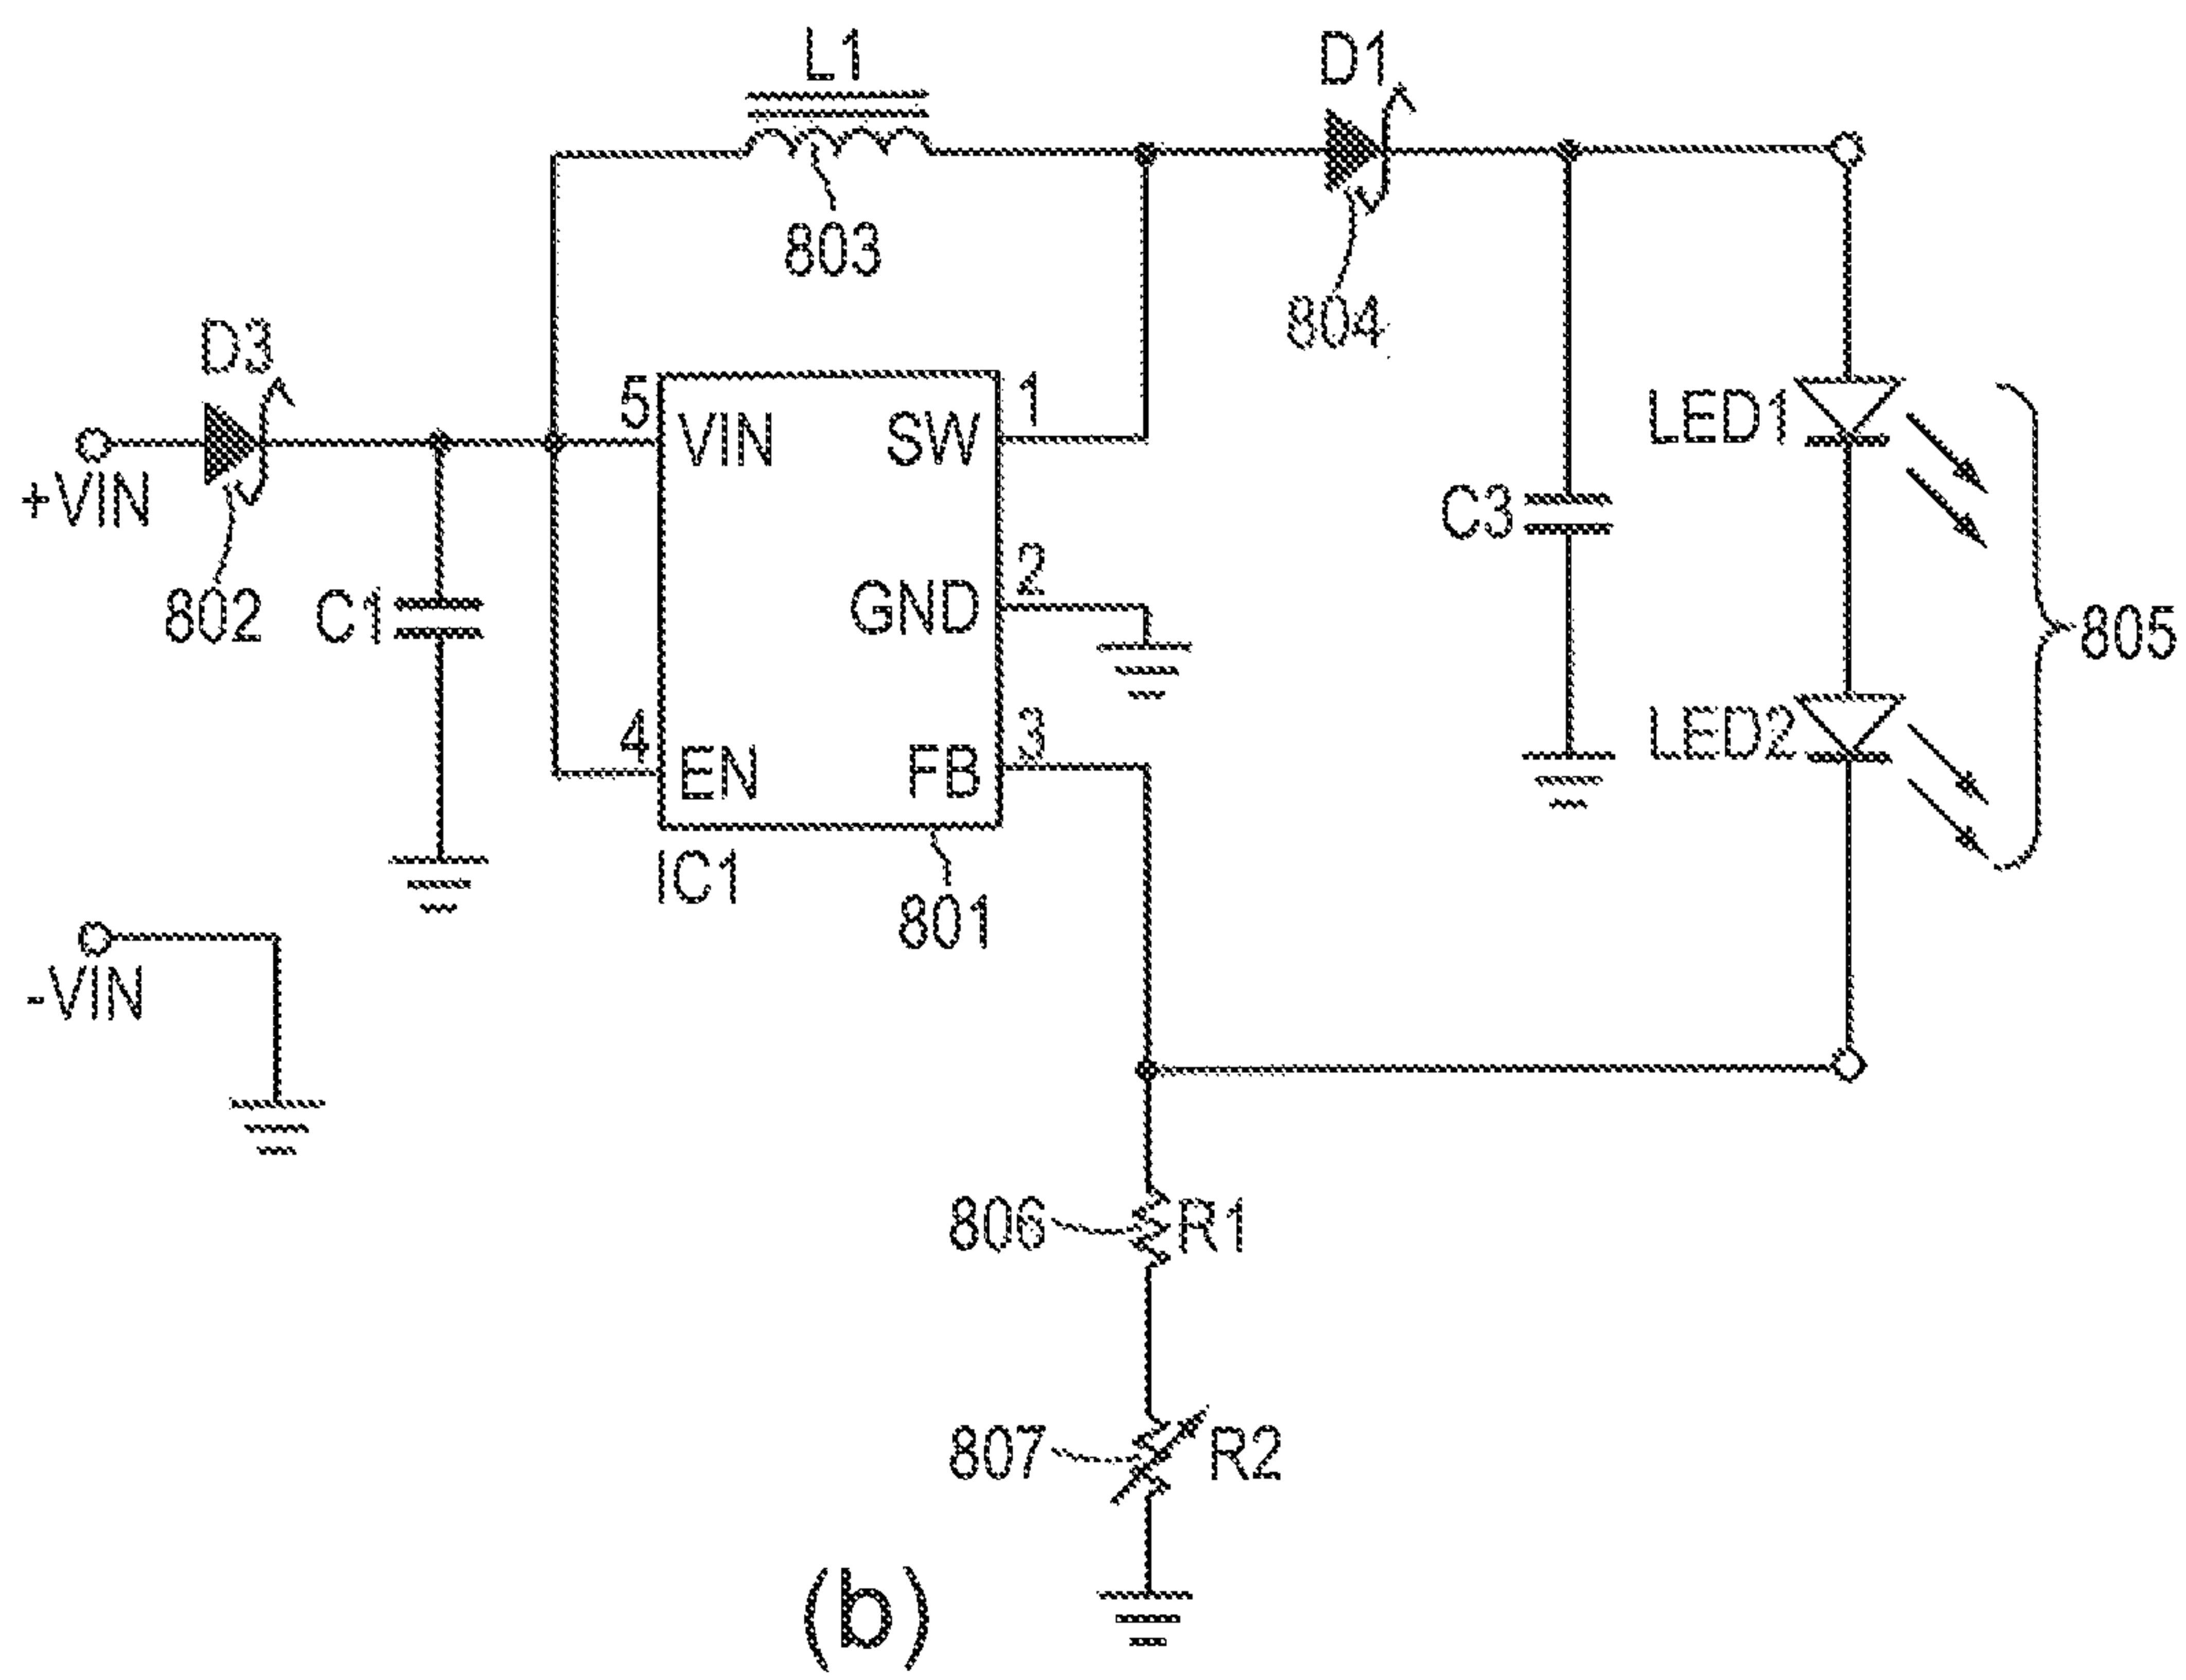 L1
D1
803
804
D3
5
VIN
SW
1
+VIN
802
C1
GND
2
4
EN
FB
3
IC1
801
C3
LED1
LED2
805
-VIN
806
R1
807
R2
(b)